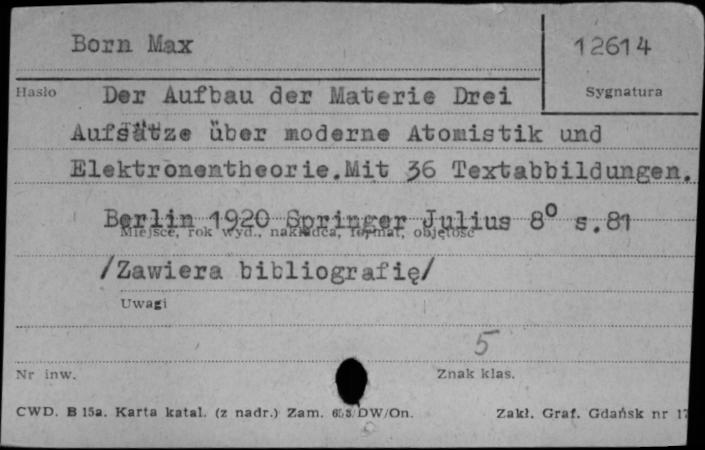 Born Max
12614
Hasło
Der Aufbau der Materie Drei
Sygnatura
Aufsätze über moderne Atomistik und
Elektronentheorie.Mit 36 Textabbildungen.
Berlin 1920 Springer Julius 8° s.81
Miejsce, rok wyd., nakładca, format, objętość
/Zawiera bibliografię/
Uwagi
5
Nr inw.
Znak klas.
CWD. B 15a. Karta katal. (z nadr.) Zam. DW/On.
Zakł. Graf. Gdańsk nr